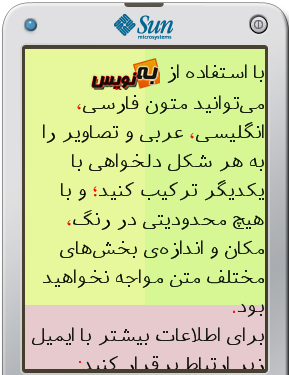 Sun
microsystems
با استفاده از به نویس
می‌توانید متون فارسی،
انگلیسی، عربی و تصاویر را
به هر شکل دلخواهی با
یکدیگر ترکیب کنید؛ و با
هیچ محدودیتی در رنگ،
مکان و اندازه‌ی بخش‌های
مختلف متن مواجه نخواهید
بود.
برای اطلاعات بیشتر با ایمیل
زیر ارتباط برقرار کنید: